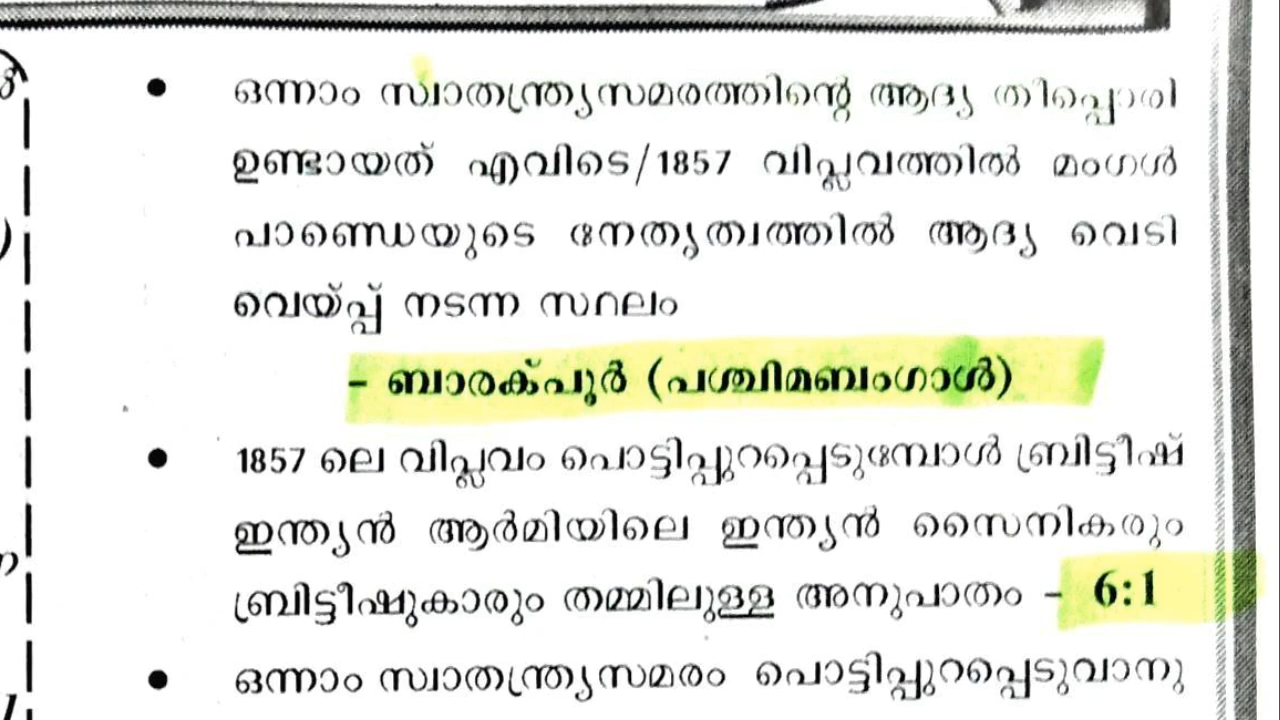 • ഒന്നാം സ്വാതന്ത്ര്യസമരത്തിന്റെ ആദ്യ തീപ്പൊരി
ഉണ്ടായത് എവിടെ/1857 വിപ്ലവത്തിൽ മംഗൾ
പാണ്ഡെയുടെ നേതൃത്വത്തിൽ ആദ്യ വെടി
വെയ്പ്പ് നടന്ന സ്ഥലം
- ബാരക്പൂർ (പശ്ചിമബംഗാൾ)
• 1857 ലെ വിപ്ലവം പൊട്ടിപ്പുറപ്പെടുമ്പോൾ ബ്രിട്ടീഷ്
ഇന്ത്യൻ ആർമിയിലെ ഇന്ത്യൻ സൈനികരും
ബ്രിട്ടീഷുകാരും തമ്മിലുള്ള അനുപാതം - 6:1
• ഒന്നാം സ്വാതന്ത്ര്യസമരം പൊട്ടിപ്പുറപ്പെടുവാനു